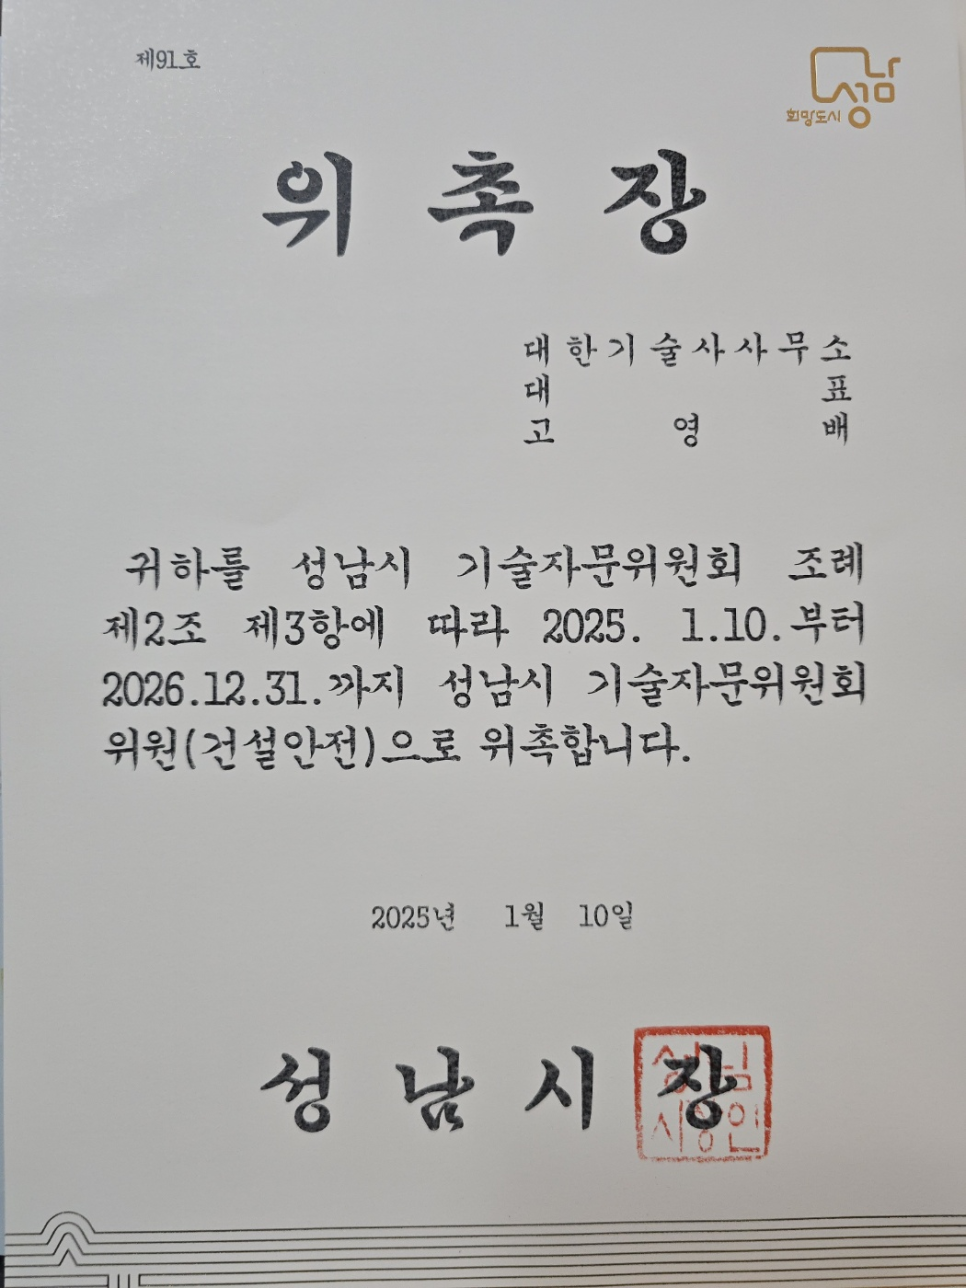 제91호
성남
희망도시
위 촉 장
대한기술사사무소
대 표
고 영 배
귀하를 성남시 기술자문위원회 조례
제2조 제3항에 따라 2025. 1.10.부터
2026.12.31.까지 성남시 기술자문위원회
위원(건설안전)으로 위촉합니다.
2025년 1월 10일
성 남 시 장
성남
시장인